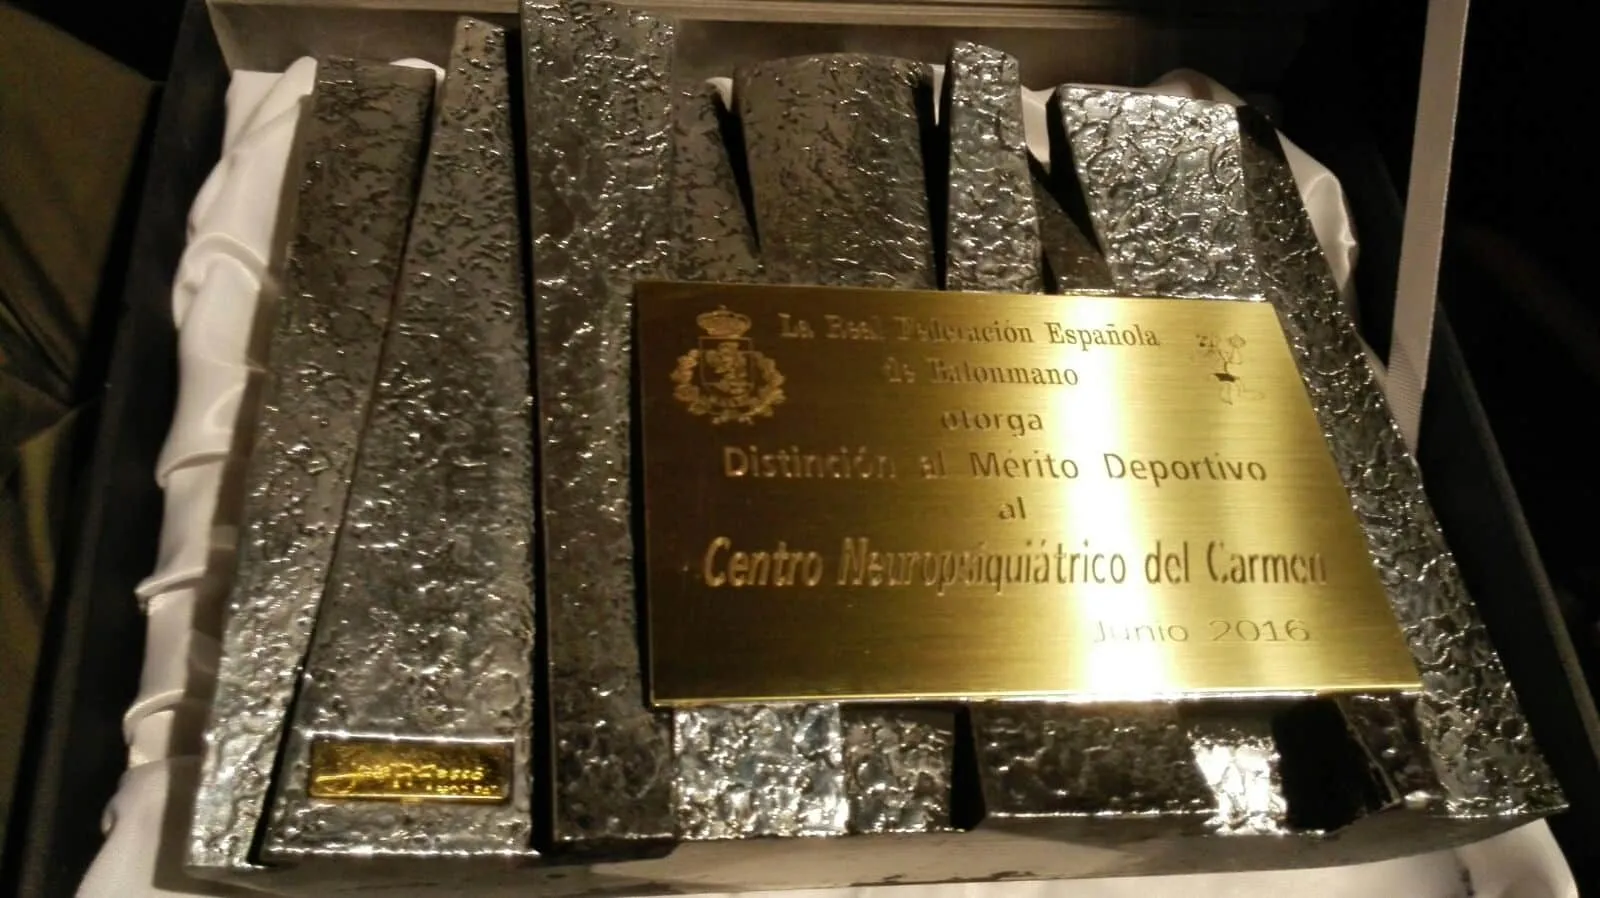 La Real Federación Española
de Balonmano
otorga
Distinción al Mérito Deportivo
al
Centro Neuropsiquiátrico del Carmen
Junio 2016